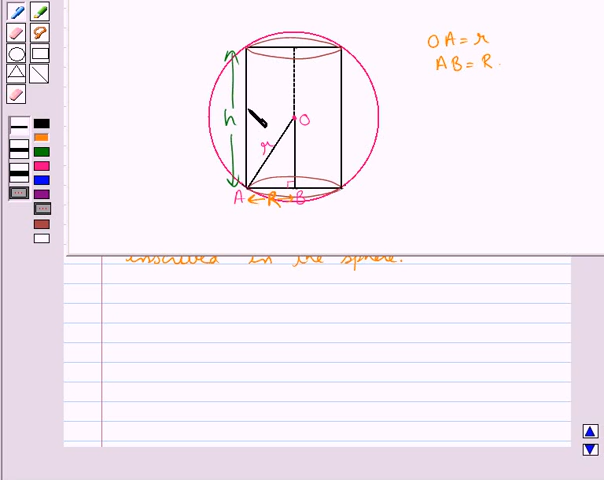 OA = r
AB = R.
h
O
r
A R B
inscribed in the sphere.